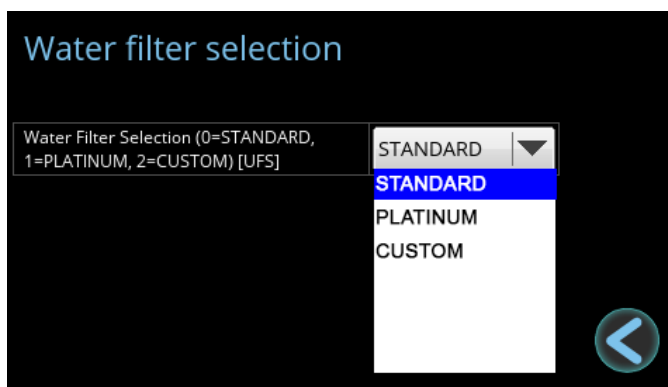 Water filter selection
Water Filter Selection (0=STANDARD,
1=PLATINUM, 2=CUSTOM) [UFS]
STANDARD
STANDARD
PLATINUM
CUSTOM